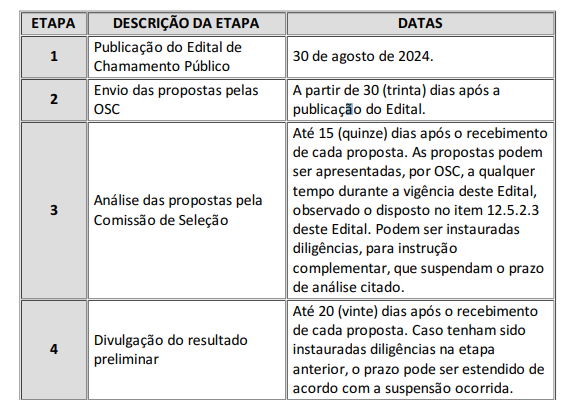 ETAPA DESCRIÇÃO DA ETAPA DATAS
1
Publicação do Edital de
Chamamento Público
30 de agosto de 2024.
2
Envio das propostas pelas
OSC
A partir de 30 (trinta) dias após a
publicação do Edital.
3
Análise das propostas pela
Comissão de Seleção
Até 15 (quinze) dias após o recebimento
de cada proposta. As propostas podem
ser apresentadas, por OSC, a qualquer
tempo durante a vigência deste Edital,
observado o disposto no item 12.5.2.3
deste Edital. Podem ser instauradas
diligências, para instrução
complementar, que suspendam o prazo
de análise citado.
4
Divulgação do resultado
preliminar
Até 20 (vinte) dias após o recebimento
de cada proposta. Caso tenham sido
instauradas diligências na etapa
anterior, o prazo pode ser estendido de
acordo com a suspensão ocorrida.